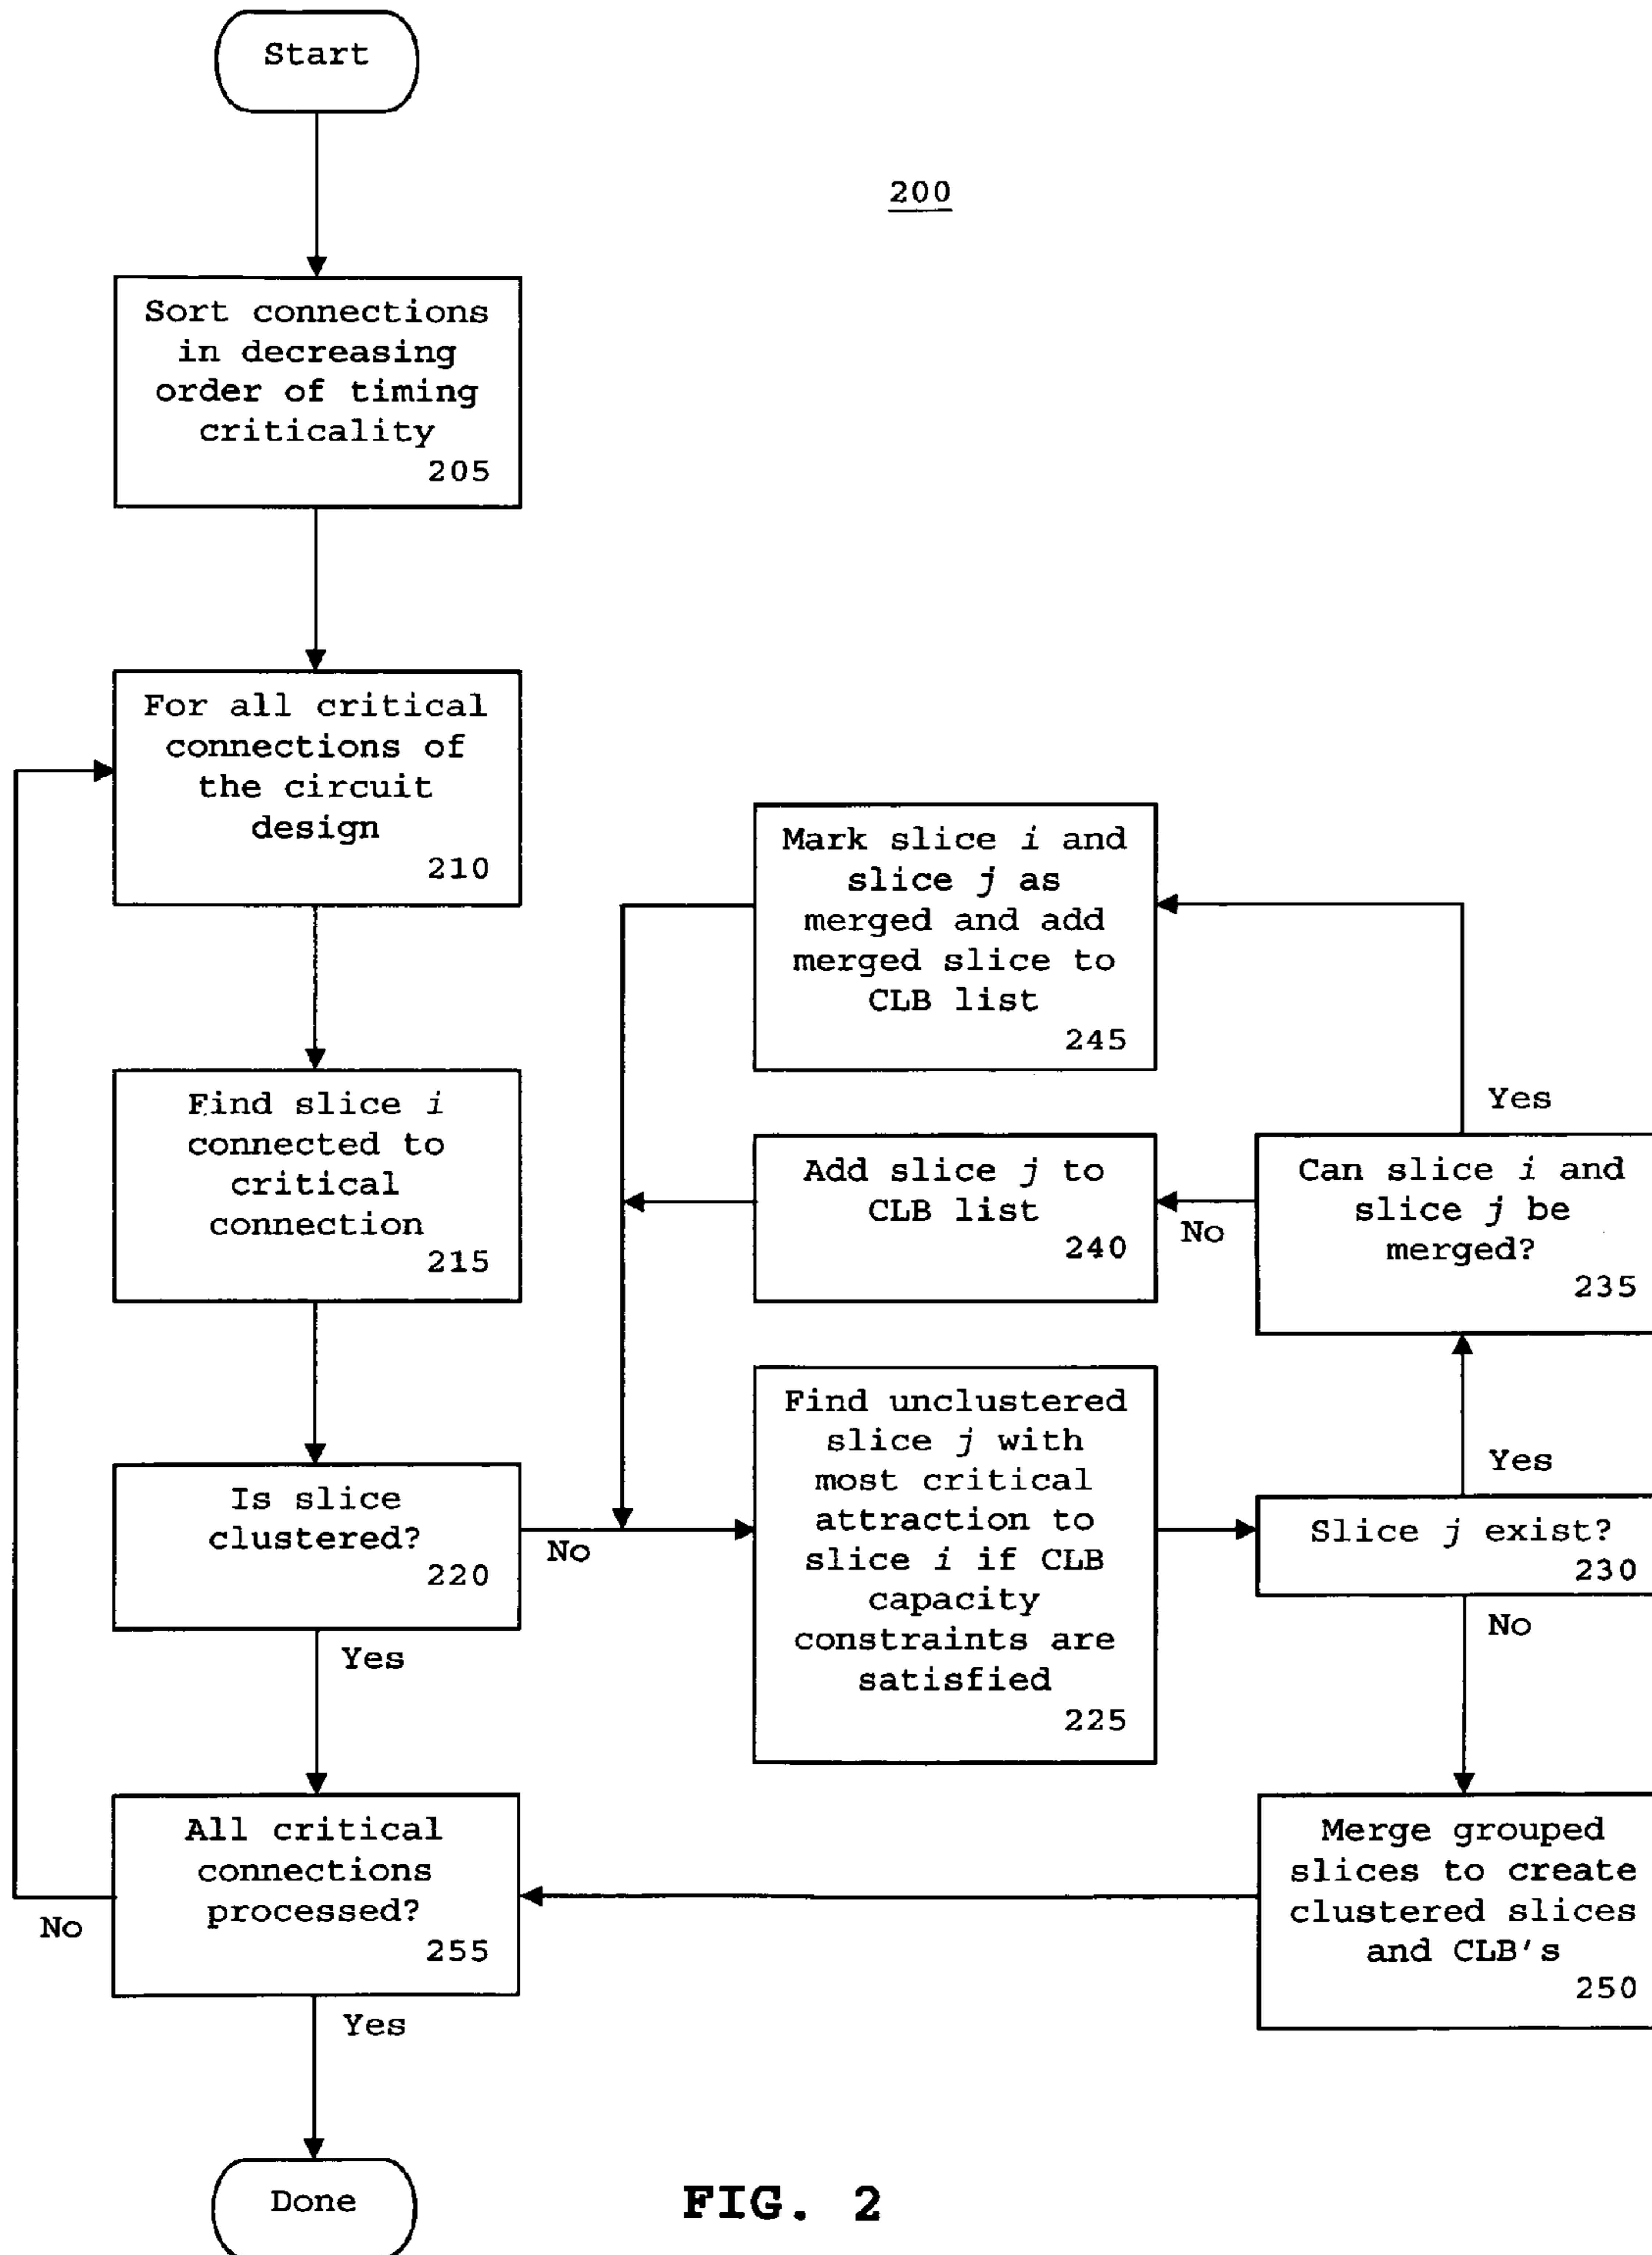 Start
200
Sort connections
in decreasing
order of timing
criticality
205
For all critical
connections of
the circuit
design
210
Mark slice i and
slice j as
merged and add
merged slice to
CLB list
245
Find slice i
connected to
critical
connection
215
Yes
Add slice j to
CLB list
240
No
Can slice i and
slice j be
merged?
235
Find unclustered
slice j with
most critical
attraction to
slice i if CLB
capacity
constraints are
satisfied
225
Yes
Is slice
clustered?
220
No
Slice j exist?
230
No
Yes
All critical
connections
processed?
255
No
Merge grouped
slices to create
clustered slices
and CLB's
250
Yes
Done
FIG. 2